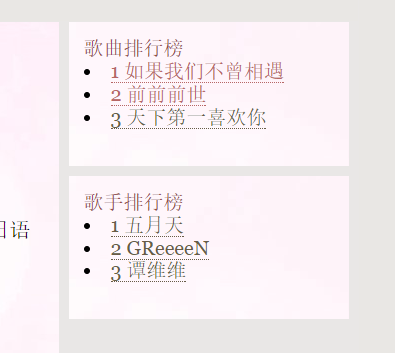 歌曲排行榜
1 如果我们不曾相遇
2 前前前世
3 天下第一喜欢你
歌手排行榜
1 五月天
2 GReeeeN
3 谭维维
日语